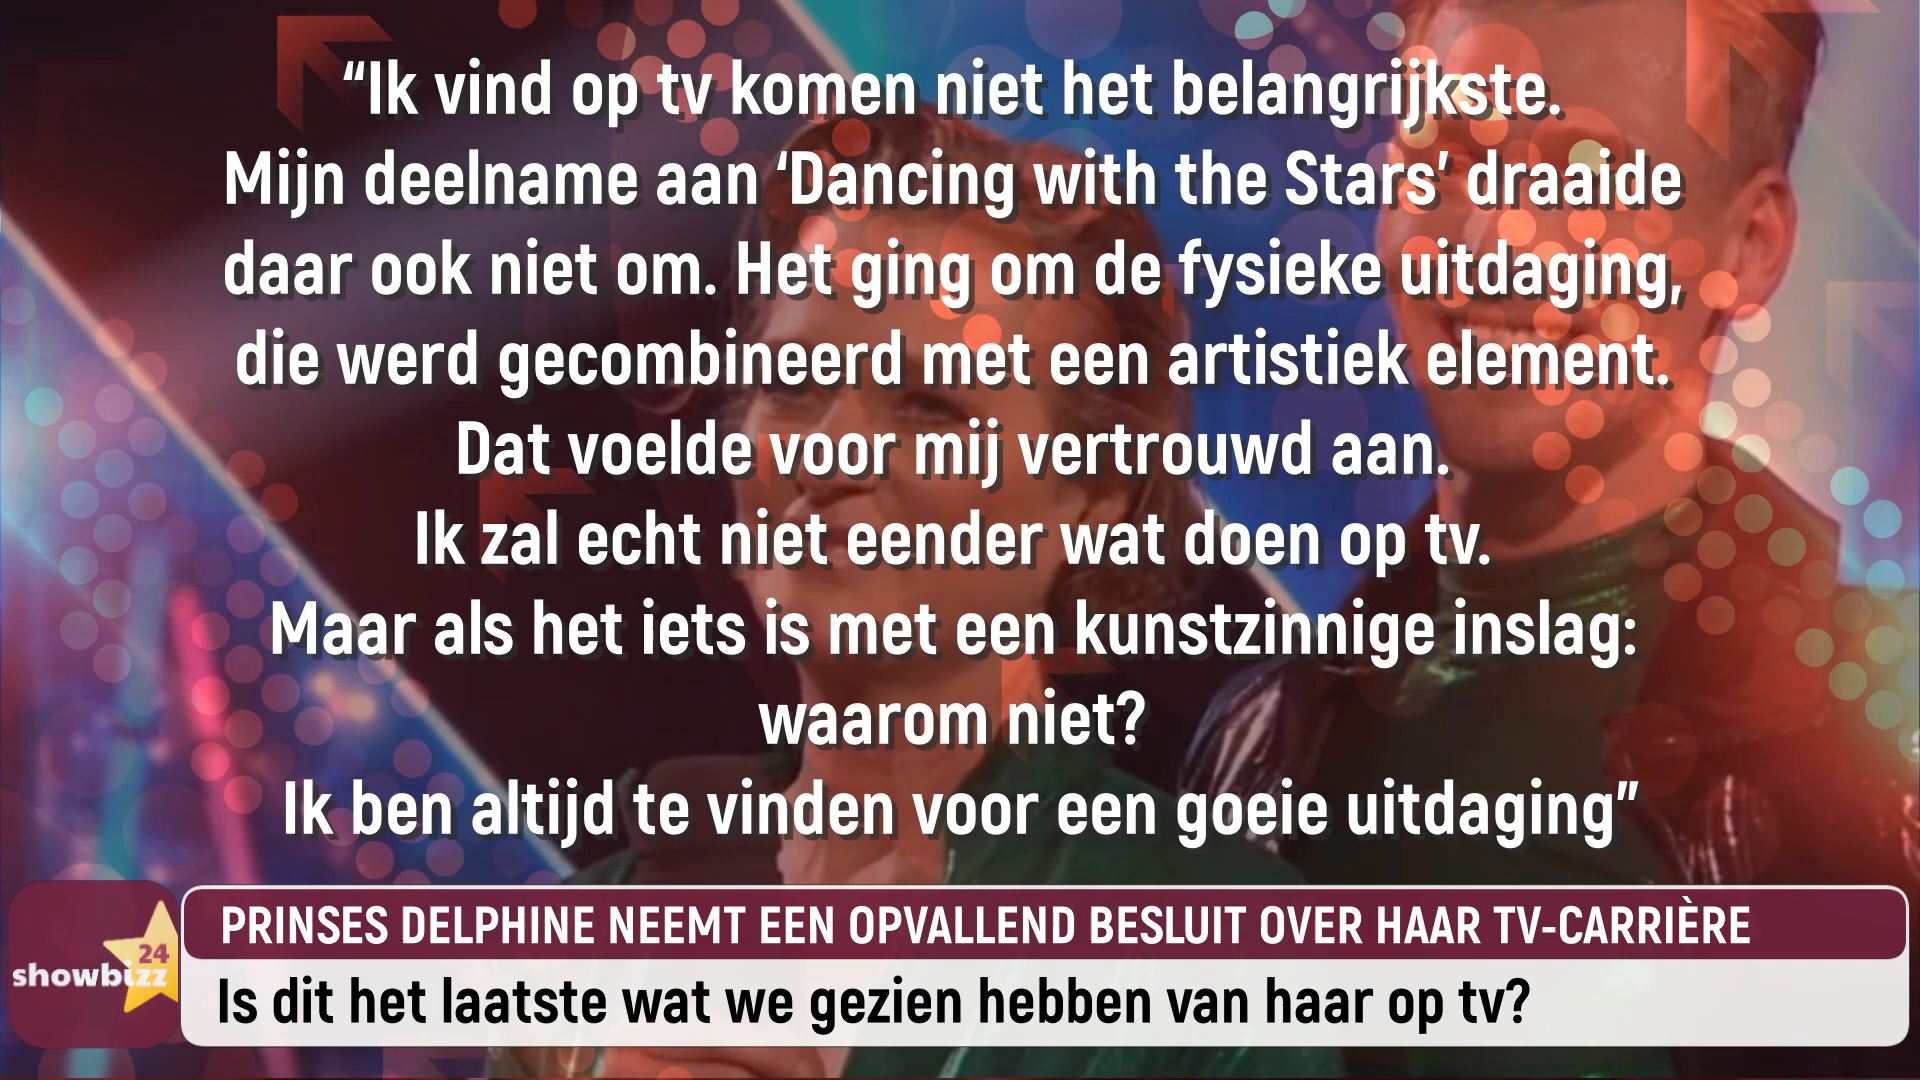 “Ik vind op tv komen niet het belangrijkste.
Mijn deelname aan ‘Dancing with the Stars’ draaide
daar ook niet om. Het ging om de fysieke uitdaging,
die werd gecombineerd met een artistiek element.
Dat voelde voor mij vertrouwd aan.
Ik zal echt niet eender wat doen op tv.
Maar als het iets is met een kunstzinnige inslag:
waarom niet?
Ik ben altijd te vinden voor een goeie uitdaging”
PRINSES DELPHINE NEEMT EEN OPVALLEND BESLUIT OVER HAAR TV-CARRIÈRE
24
showbizz
Is dit het laatste wat we gezien hebben van haar op tv?